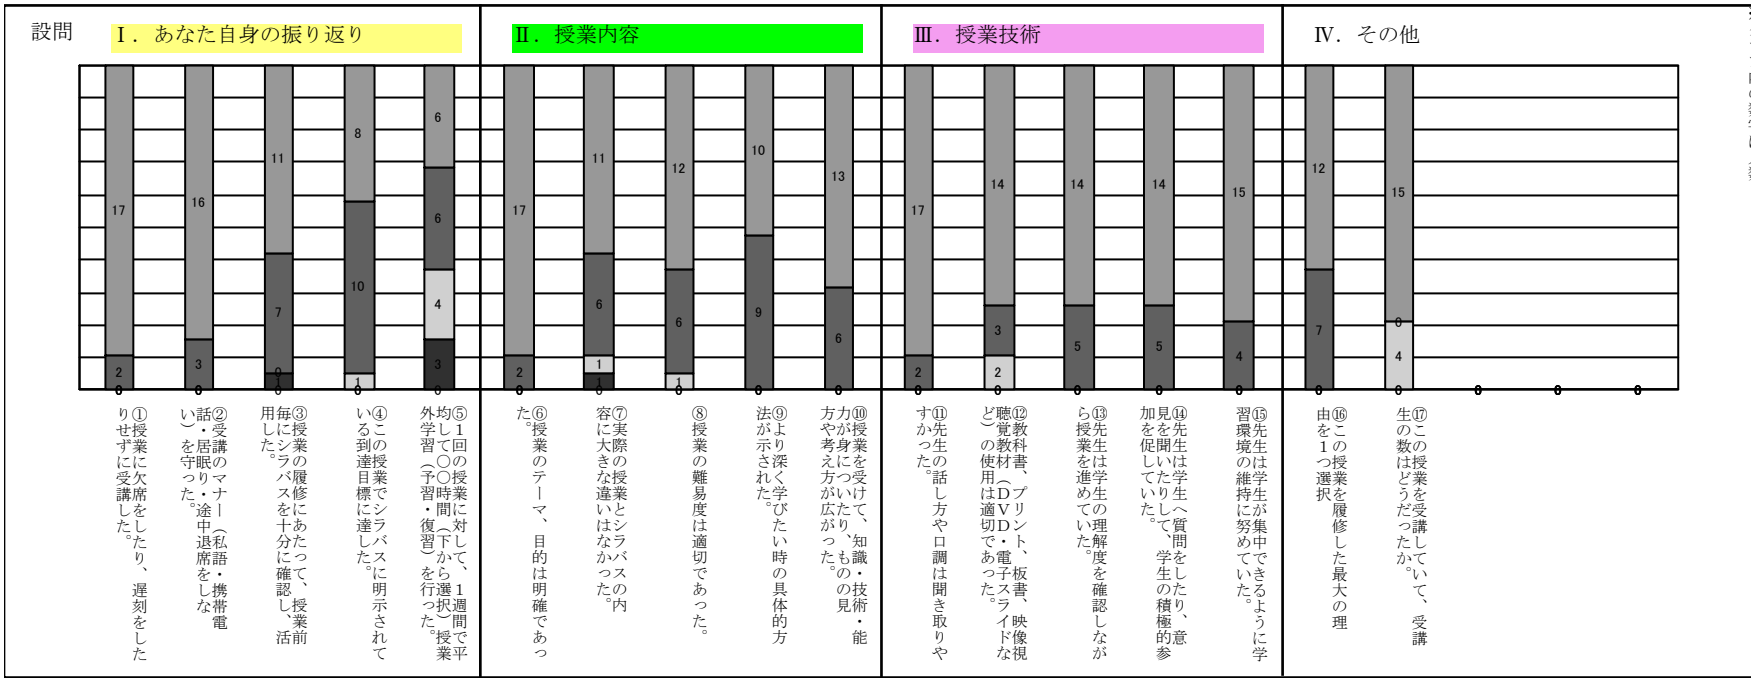 設問
Ⅰ．あなた自身の振り返り
Ⅱ．授業内容
Ⅲ．授業技術
Ⅳ．その他
17
2
0
16
3
0
11
7
0
1
0
8
10
1
0
6
6
4
3
0
17
2
0
11
6
1
1
0
12
6
1
0
10
9
0
13
6
0
17
2
0
14
3
2
0
14
5
0
14
5
0
15
4
0
12
7
0
15
0
4
0
0
0
0
①授業に欠席をしたり、遅刻をした
りせずに受講した。
②受講のマナー（私語・携帯電
話・居眠り・途中退席をしな
い）を守った。
③授業の履修にあたって、授業前
毎にシラバスを十分に確認し、活
用した。
④この授業でシラバスに明示されて
いる到達目標に達した。
⑤１回の授業に対して、１週間で平
均して〇〇時間（下から選択）授業
外学習（予習・復習）を行った。
⑥授業のテーマ、目的は明確であっ
た。
⑦実際の授業とシラバスの内
容に大きな違いはなかった。
⑧授業の難易度は適切であった。
⑨より深く学びたい時の具体的方
法が示された。
⑩授業を受けて、知識・技術・能
力が身についたり、ものの見
方や考え方が広がった。
⑪先生の話し方や口調は聞き取りや
すかった。
⑫教科書、プリント、板書、映像視
聴覚教材（ＤＶＤ・電子スライドな
ど）の使用は適切であった。
⑬先生は学生の理解度を確認しなが
ら授業を進めていた。
⑭先生は学生へ質問をしたり、意
見を聞いたりして、学生の積極的参
加を促していた。
⑮先生は学生が集中できるように学
習環境の維持に努めていた。
⑯この授業を履修した最大の理
由を１つ選択
⑰この授業を受講していて、受講
生の数はどうだったか。